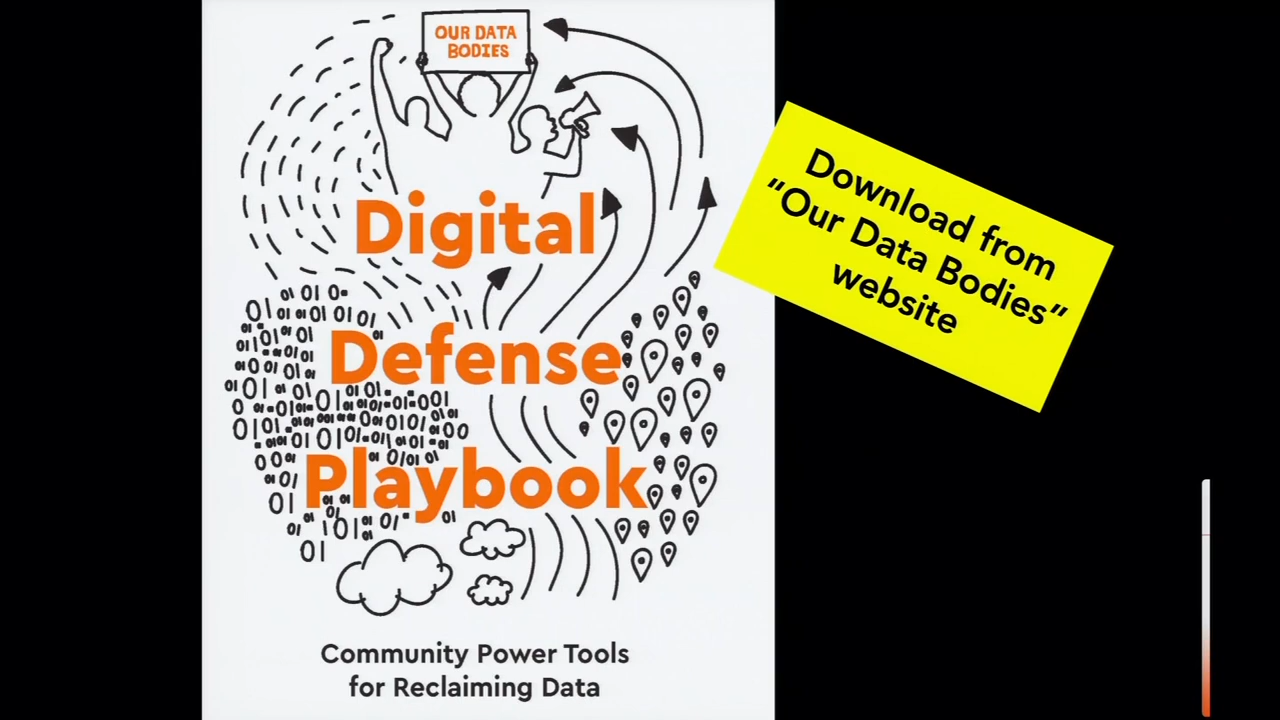 OUR DATA
BODIES
Digital
Defense
Playbook
Community Power Tools
for Reclaiming Data
Download from
“Our Data Bodies”
website